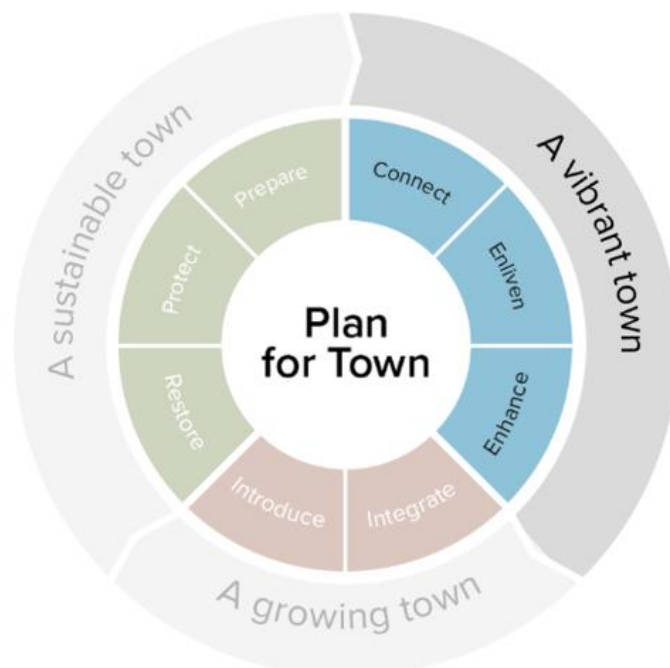 Plan
for Town
A vibrant town
Connect
Enliven
Enhance
A growing town
Integrate
Introduce
A sustainable town
Restore
Protect
Prepare